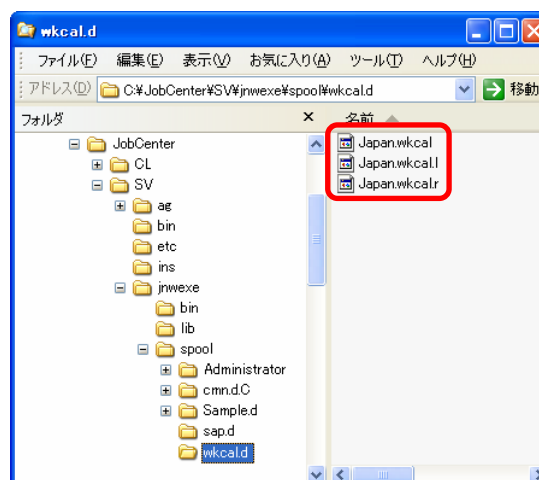 wkcal.d
ファイル(F) 編集(E) 表示(V) お気に入り(A) ツール(T) ヘルプ(H)
アドレス(D) C:¥JobCenter¥SV¥jnwexe¥spool¥wkcal.d 移動
フォルダ × 名前
JobCenter
CL
SV
ag
bin
etc
ins
jnwexe
bin
lib
spool
Administrator
cmn.d.C
Sample.d
sap.d
wkcal.d
Japan.wkcal
Japan.wkcal.l
Japan.wkcal.r